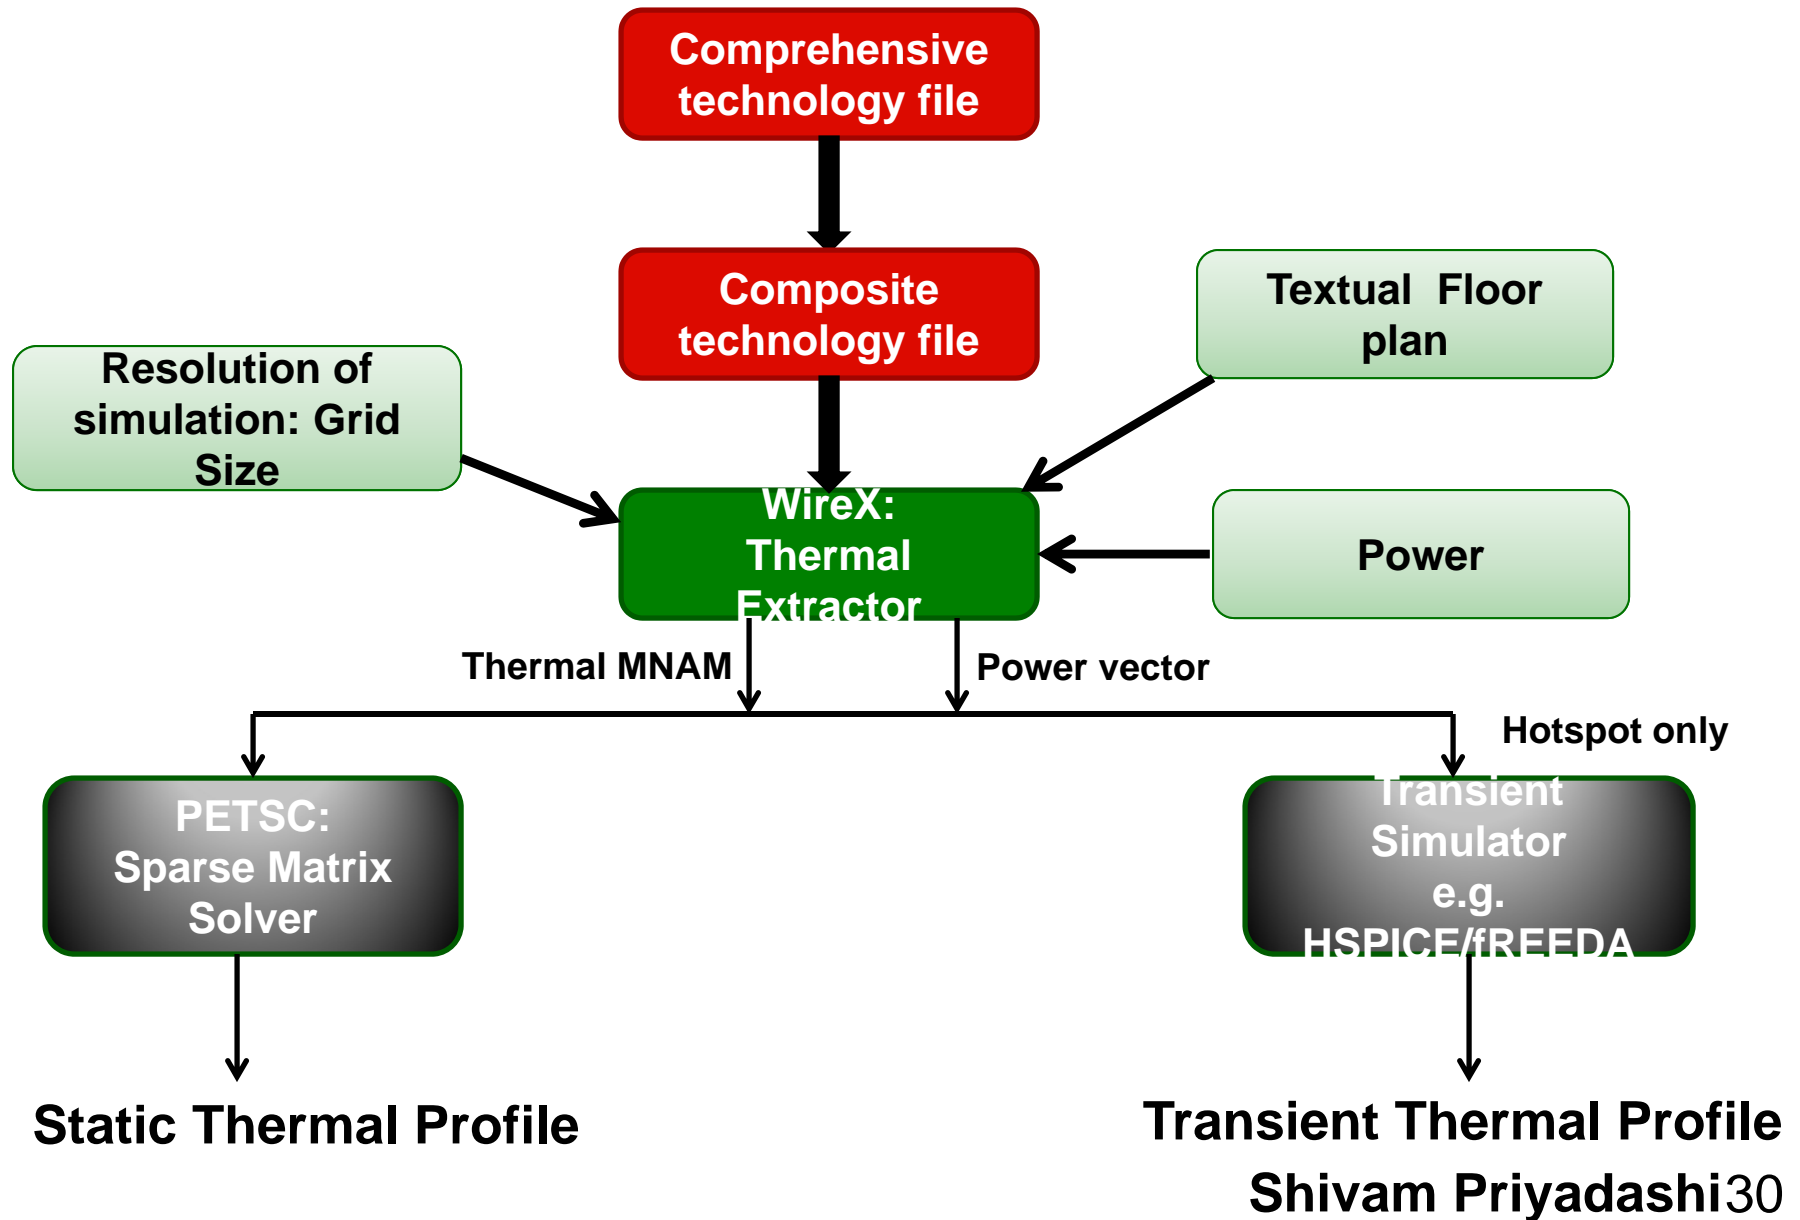 Comprehensive
technology file
Composite
technology file
Textual Floor
plan
Resolution of
simulation: Grid
Size
WireX:
Thermal
Extractor
Power
Thermal MNAM
Power vector
Hotspot only
PETSC:
Sparse Matrix
Solver
Transient
Simulator
e.g.
HSPICE/fREEDA
Static Thermal Profile
Transient Thermal Profile
Shivam Priyadashi30